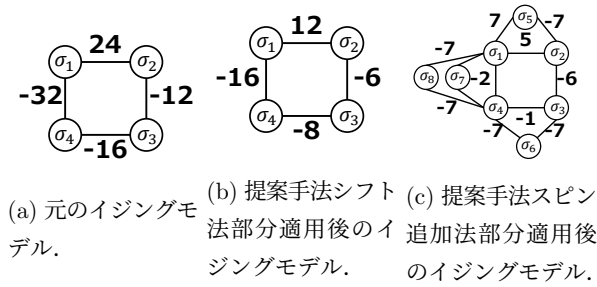 24
σ1 σ2
-32 -12
σ4 σ3
-16
(a) 元のイジングモ
デル.
12
σ1 σ2
-16 -6
σ4 σ3
-8
(b) 提案手法シフト
法部分適用後のイ
ジングモデル.
σ5
7 -7
5
-7 σ1 σ2
σ8 σ7 -2 -6
-7 σ4 σ3
-1
-7 -7
σ6
(c) 提案手法スピン
追加法部分適用後
のイジングモデル.